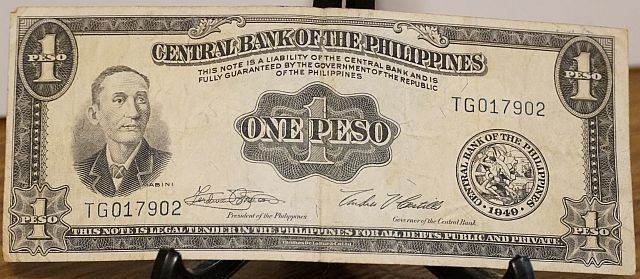 1
PESO
1
PESO
CENTRAL BANK OF THE PHILIPPINES
THIS NOTE IS A LIABILITY OF THE CENTRAL BANK AND IS
FULLY GUARANTEED BY THE GOVERNMENT OF THE REPUBLIC
OF THE PHILIPPINES
TG017902
1
ONE PESO
CENTRAL BANK OF THE PHILIPPINES
·1949·
MABINI
TG017902
President of the Philippines
Governor of the Central Bank.
1
PESO
1
PESO
THIS NOTE IS LEGAL TENDER IN THE PHILIPPINES FOR ALL DEBTS, PUBLIC AND PRIVATE